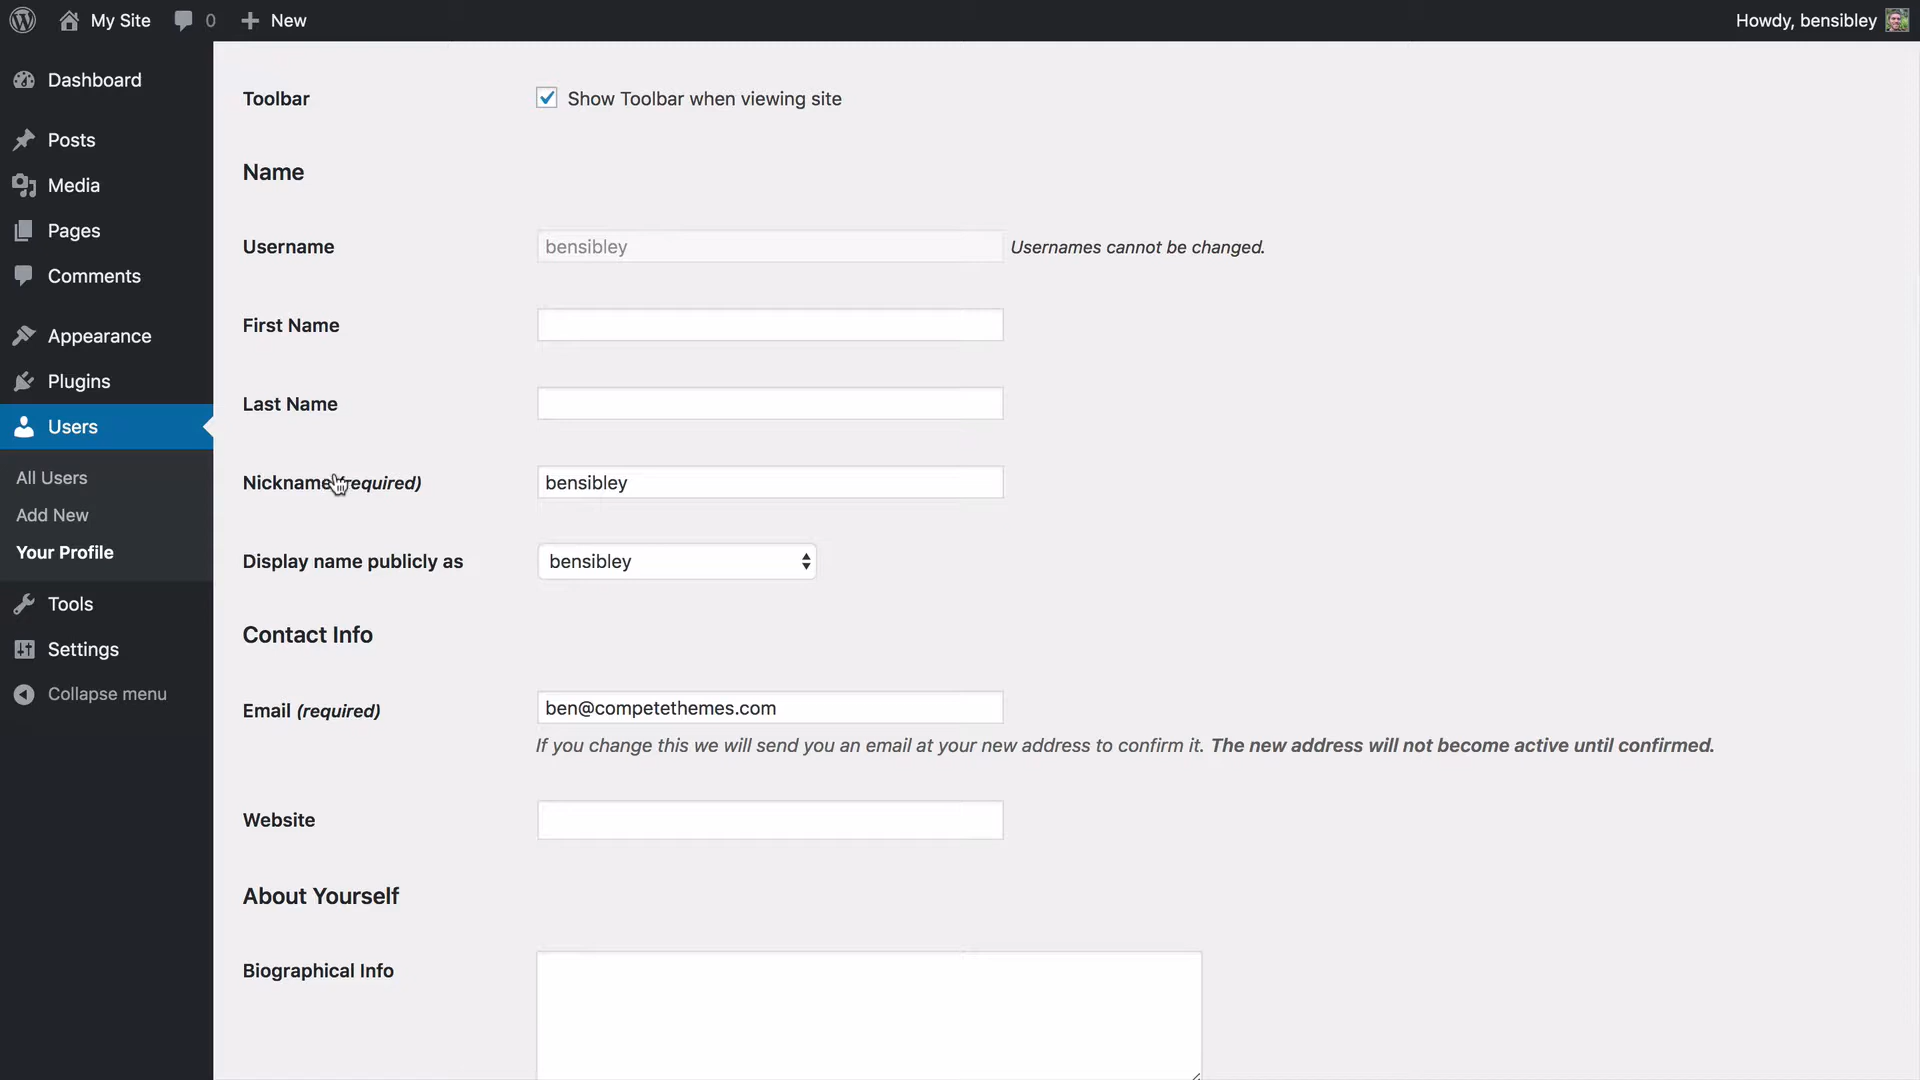 My Site
0
New
Howdy, bensibley
Dashboard
Posts
Media
Pages
Comments
Appearance
Plugins
Users
All Users
Add New
Your Profile
Tools
Settings
Collapse menu
Toolbar
Show Toolbar when viewing site
Name
Username
bensibley
Usernames cannot be changed.
First Name
Last Name
Nickname (required)
bensibley
Display name publicly as
bensibley
Contact Info
Email (required)
ben@competethemes.com
If you change this we will send you an email at your new address to confirm it. The new address will not become active until confirmed.
Website
About Yourself
Biographical Info